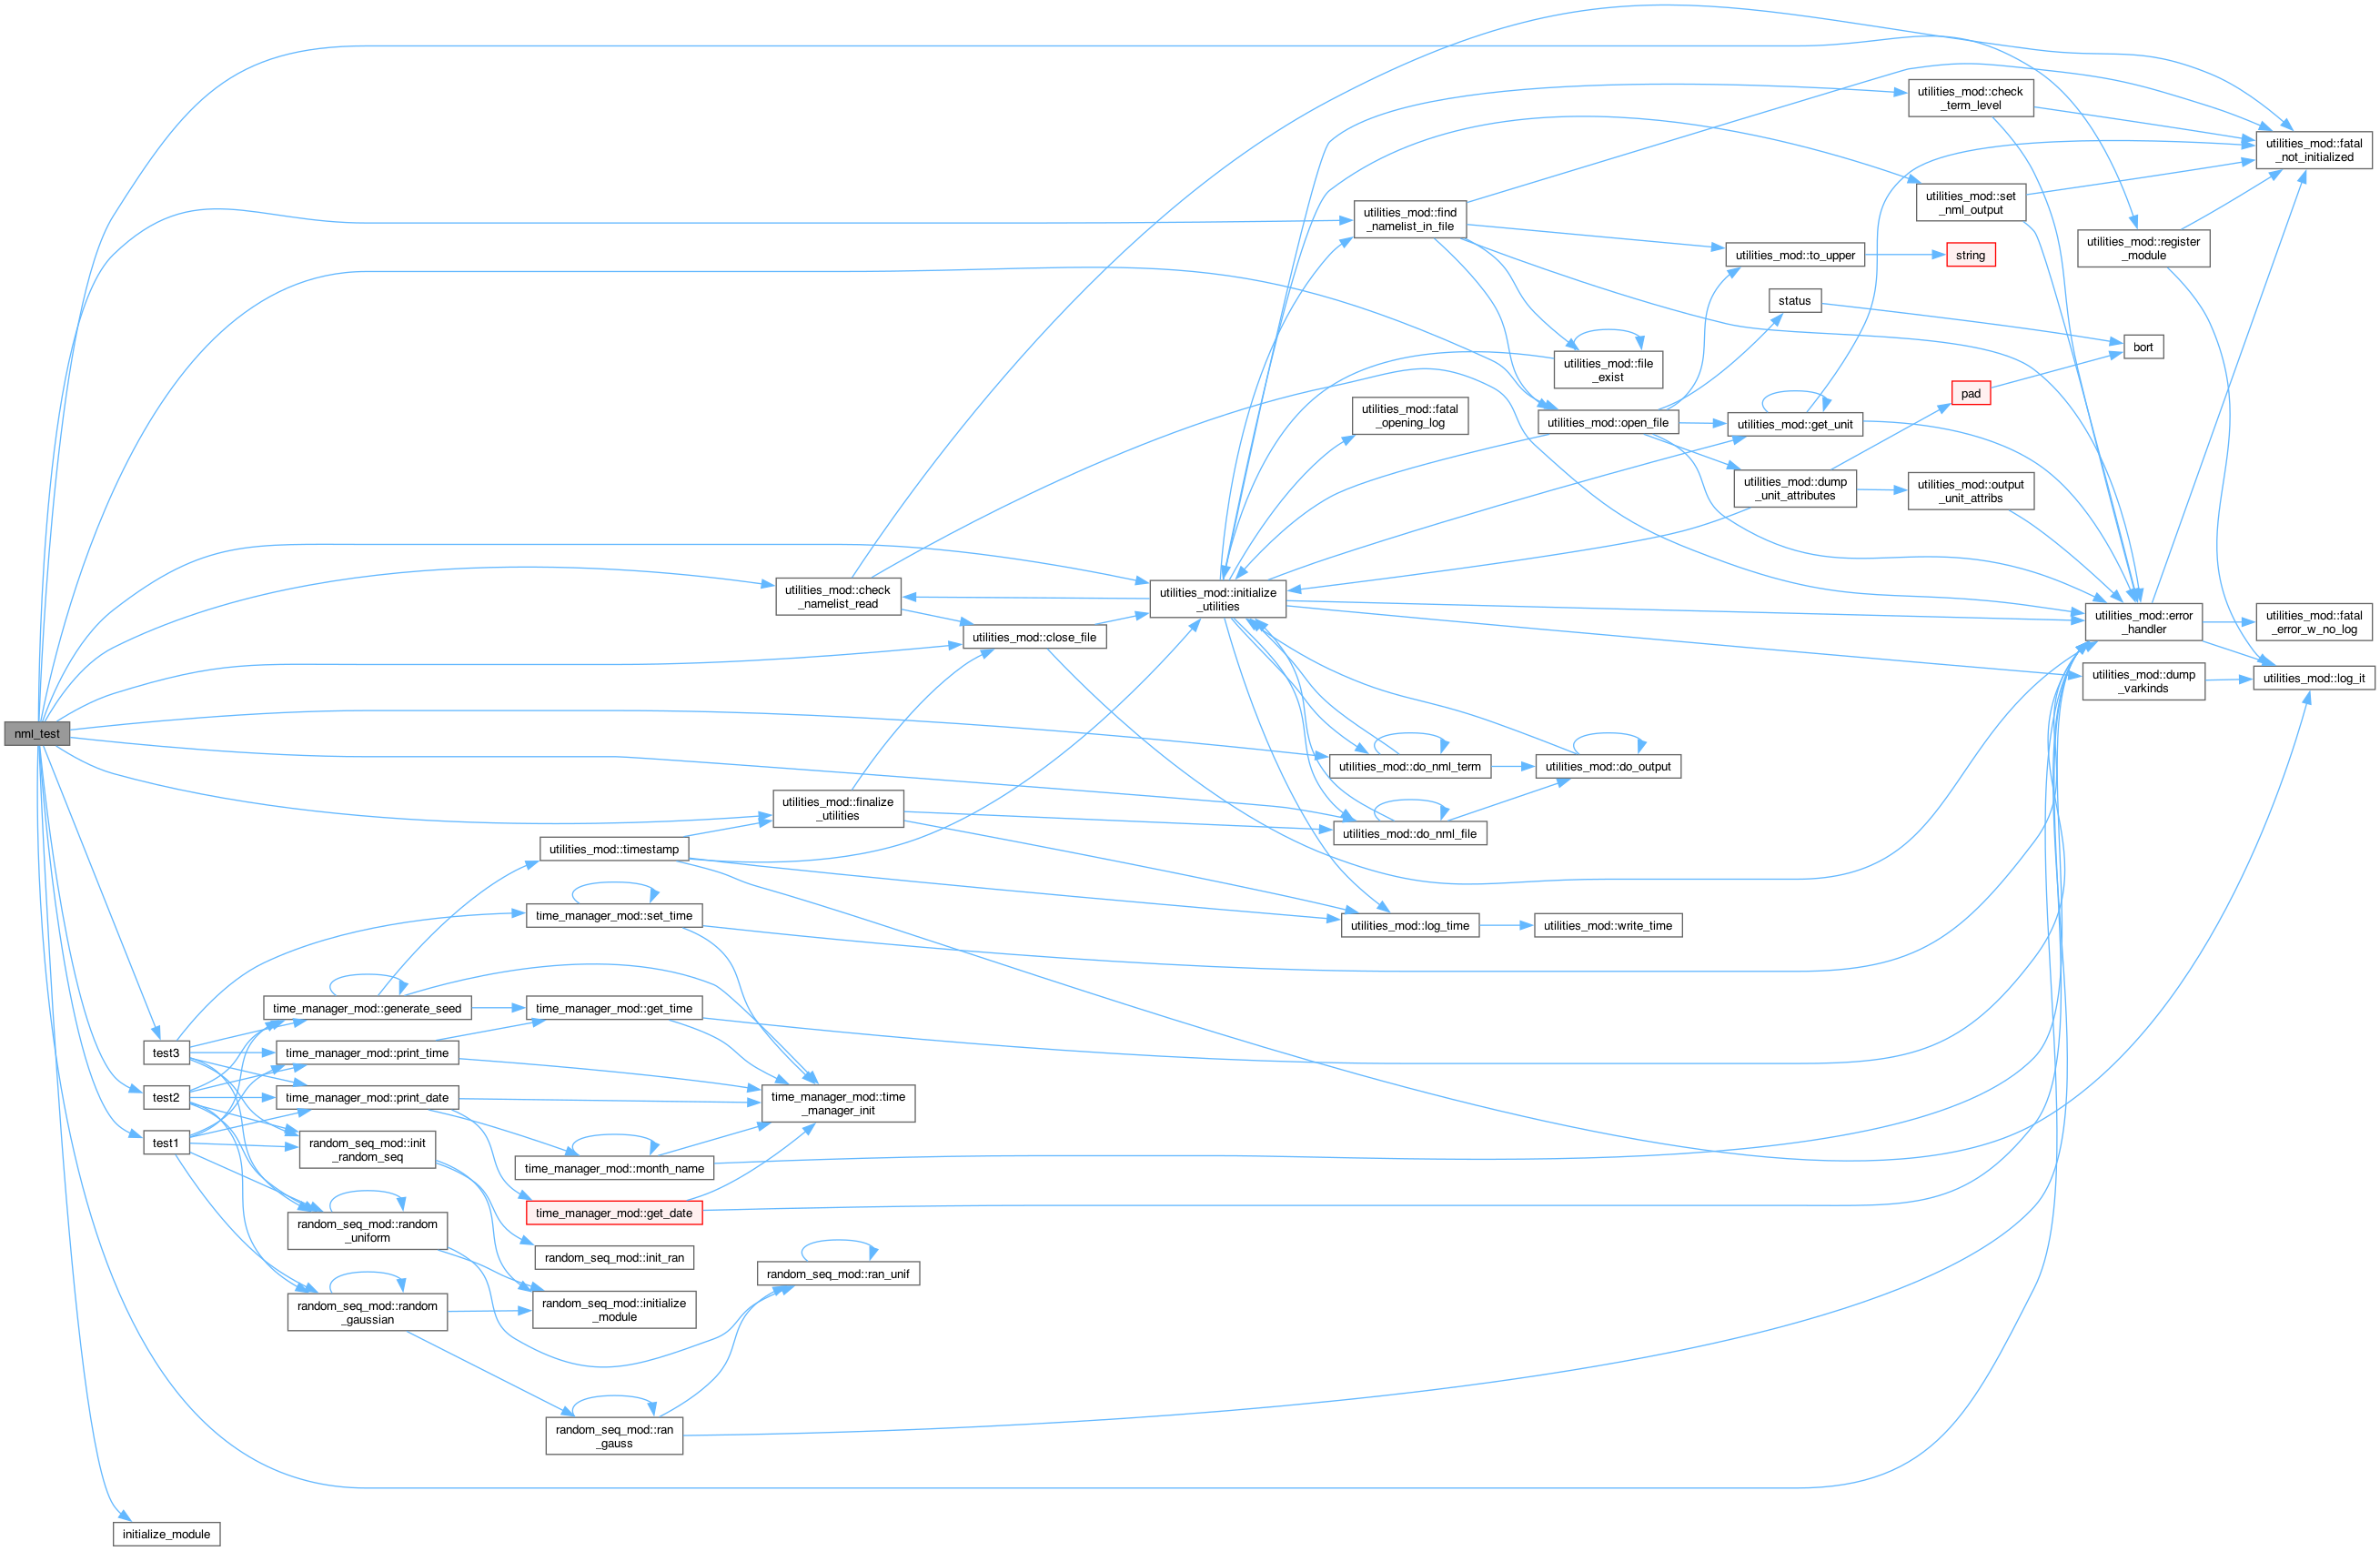 nml_test
test3
test2
test1
initialize_module
time_manager_mod::generate_seed
time_manager_mod::print_time
time_manager_mod::print_date
random_seq_mod::init
_random_seq
random_seq_mod::random
_uniform
random_seq_mod::random
_gaussian
utilities_mod::timestamp
time_manager_mod::set_time
time_manager_mod::get_time
time_manager_mod::month_name
time_manager_mod::get_date
random_seq_mod::init_ran
random_seq_mod::initialize
_module
random_seq_mod::ran
_gauss
utilities_mod::check
_namelist_read
utilities_mod::finalize
_utilities
time_manager_mod::time
_manager_init
random_seq_mod::ran_unif
utilities_mod::close_file
utilities_mod::initialize
_utilities
utilities_mod::find
_namelist_in_file
utilities_mod::fatal
_opening_log
utilities_mod::do_nml_term
utilities_mod::do_nml_file
utilities_mod::log_time
utilities_mod::file
_exist
utilities_mod::open_file
utilities_mod::do_output
utilities_mod::write_time
utilities_mod::to_upper
status
utilities_mod::get_unit
utilities_mod::dump
_unit_attributes
utilities_mod::check
_term_level
utilities_mod::set
_nml_output
string
pad
utilities_mod::output
_unit_attribs
utilities_mod::register
_module
bort
utilities_mod::error
_handler
utilities_mod::dump
_varkinds
utilities_mod::fatal
_not_initialized
utilities_mod::fatal
_error_w_no_log
utilities_mod::log_it